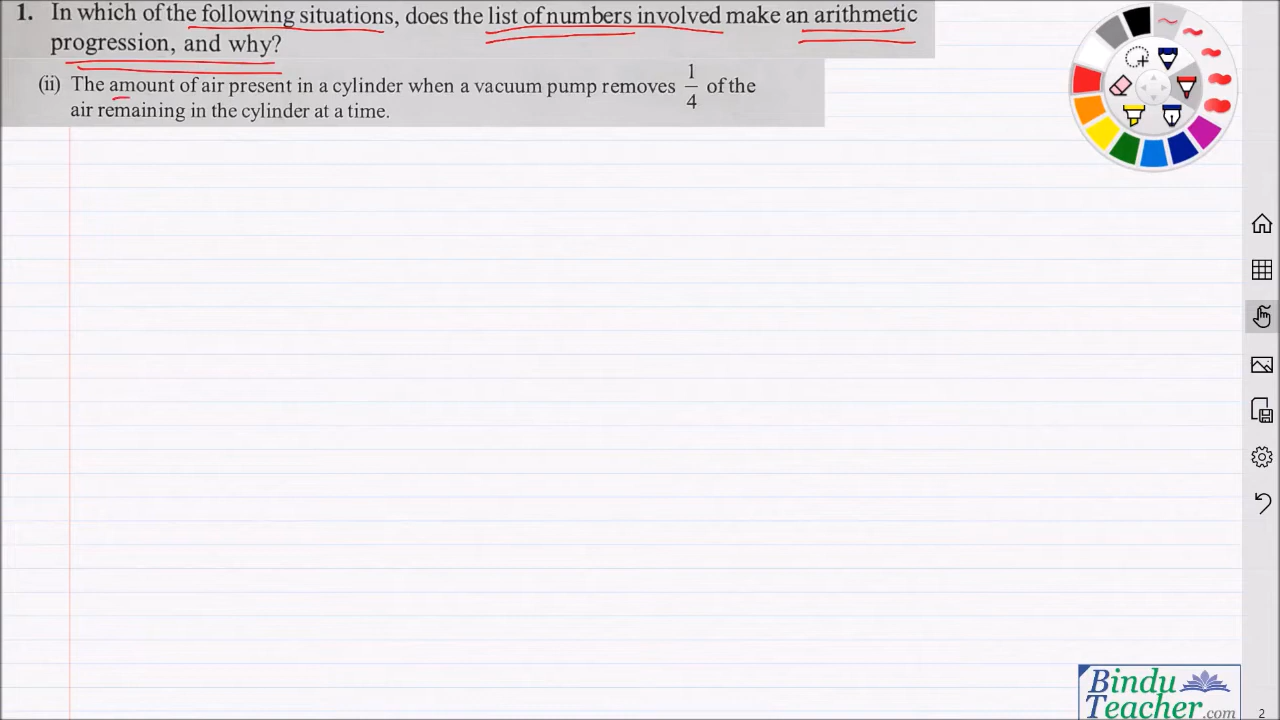 1. In which of the following situations, does the list of numbers involved make an arithmetic
progression, and why?
(ii) The amount of air present in a cylinder when a vacuum pump removes 1/4 of the
air remaining in the cylinder at a time.
Bindu
Teacher.com
2